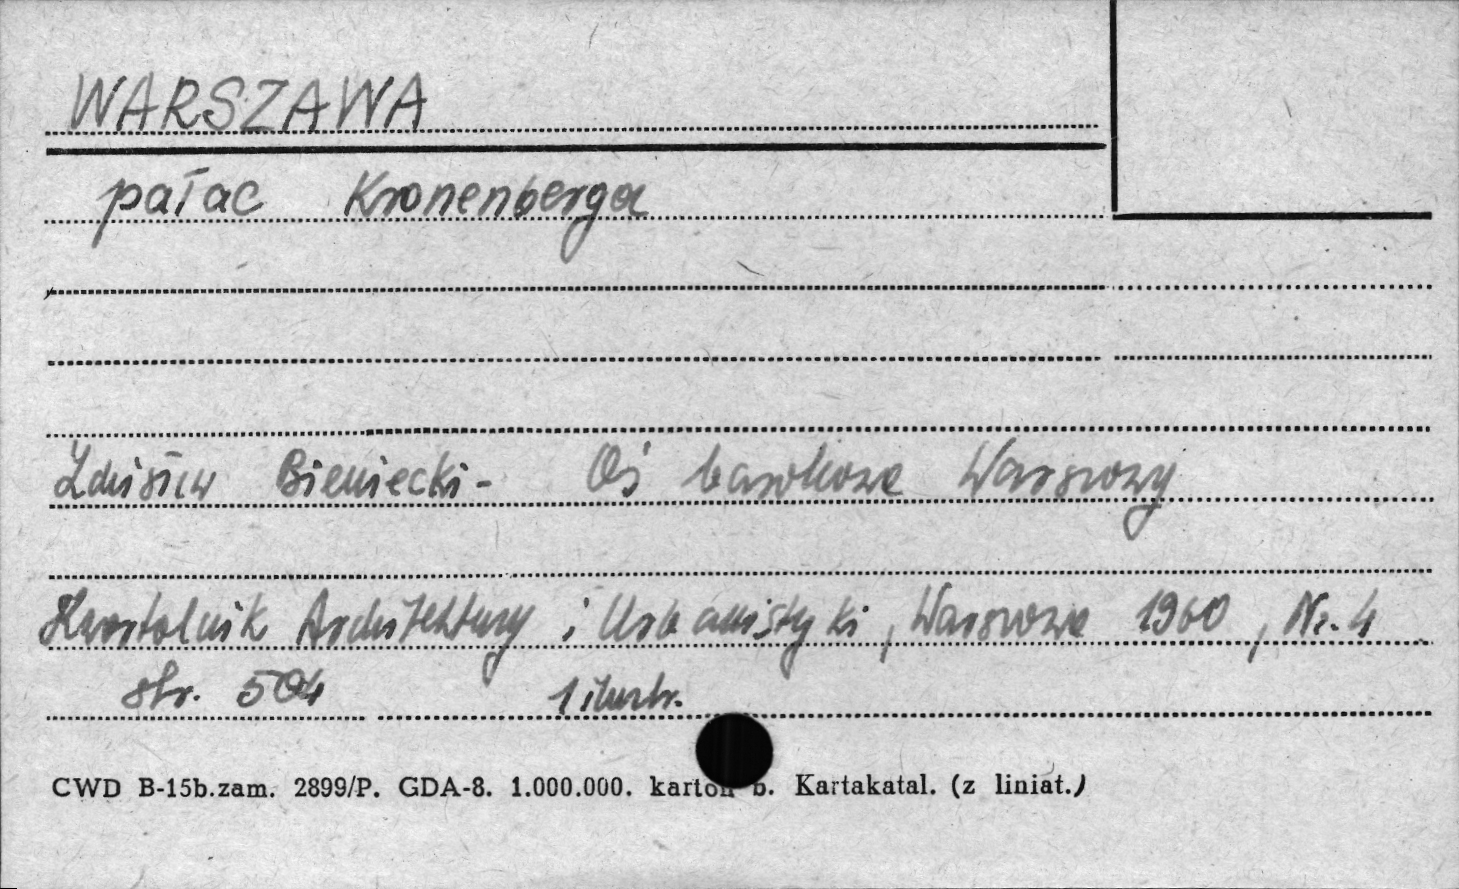 WARSZAWA
pałac Kronenberga
Zdzisław Bieniecki - Oś barokowa Warszawy
Kwartalnik Architektury i Urbanistyki, Warszawa 1960, Nr. 4
str. 504 1 ilustr.
CWD B-15b.zam. 2899/P. GDA-8. 1.000.000. karton b. Kartakatal. (z liniat.)